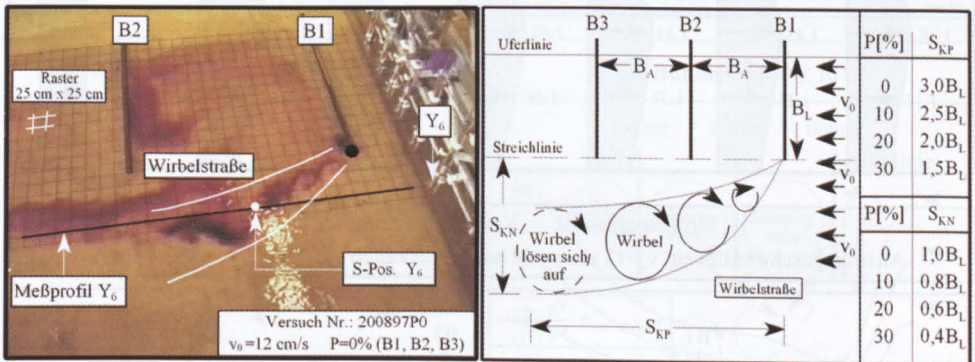 B2
B1
Raster
25 cm x 25 cm
Y6
Wirbelstraße
S-Pos. Y6
Meßprofil Y6
Versuch Nr.: 200897P0
v0 =12 cm/s P=0% (B1, B2, B3)
B3 B2 B1
Uferlinie
BA BA
BL
v0
Streichlinie
v0
v0
SKN
Wirbel
lösen sich
auf
Wirbel
Wirbelstraße
SKP
P[%] SKP
0 3,0BL
10 2,5BL
20 2,0BL
30 1,5BL
P[%] SKN
0 1,0BL
10 0,8BL
20 0,6BL
30 0,4BL